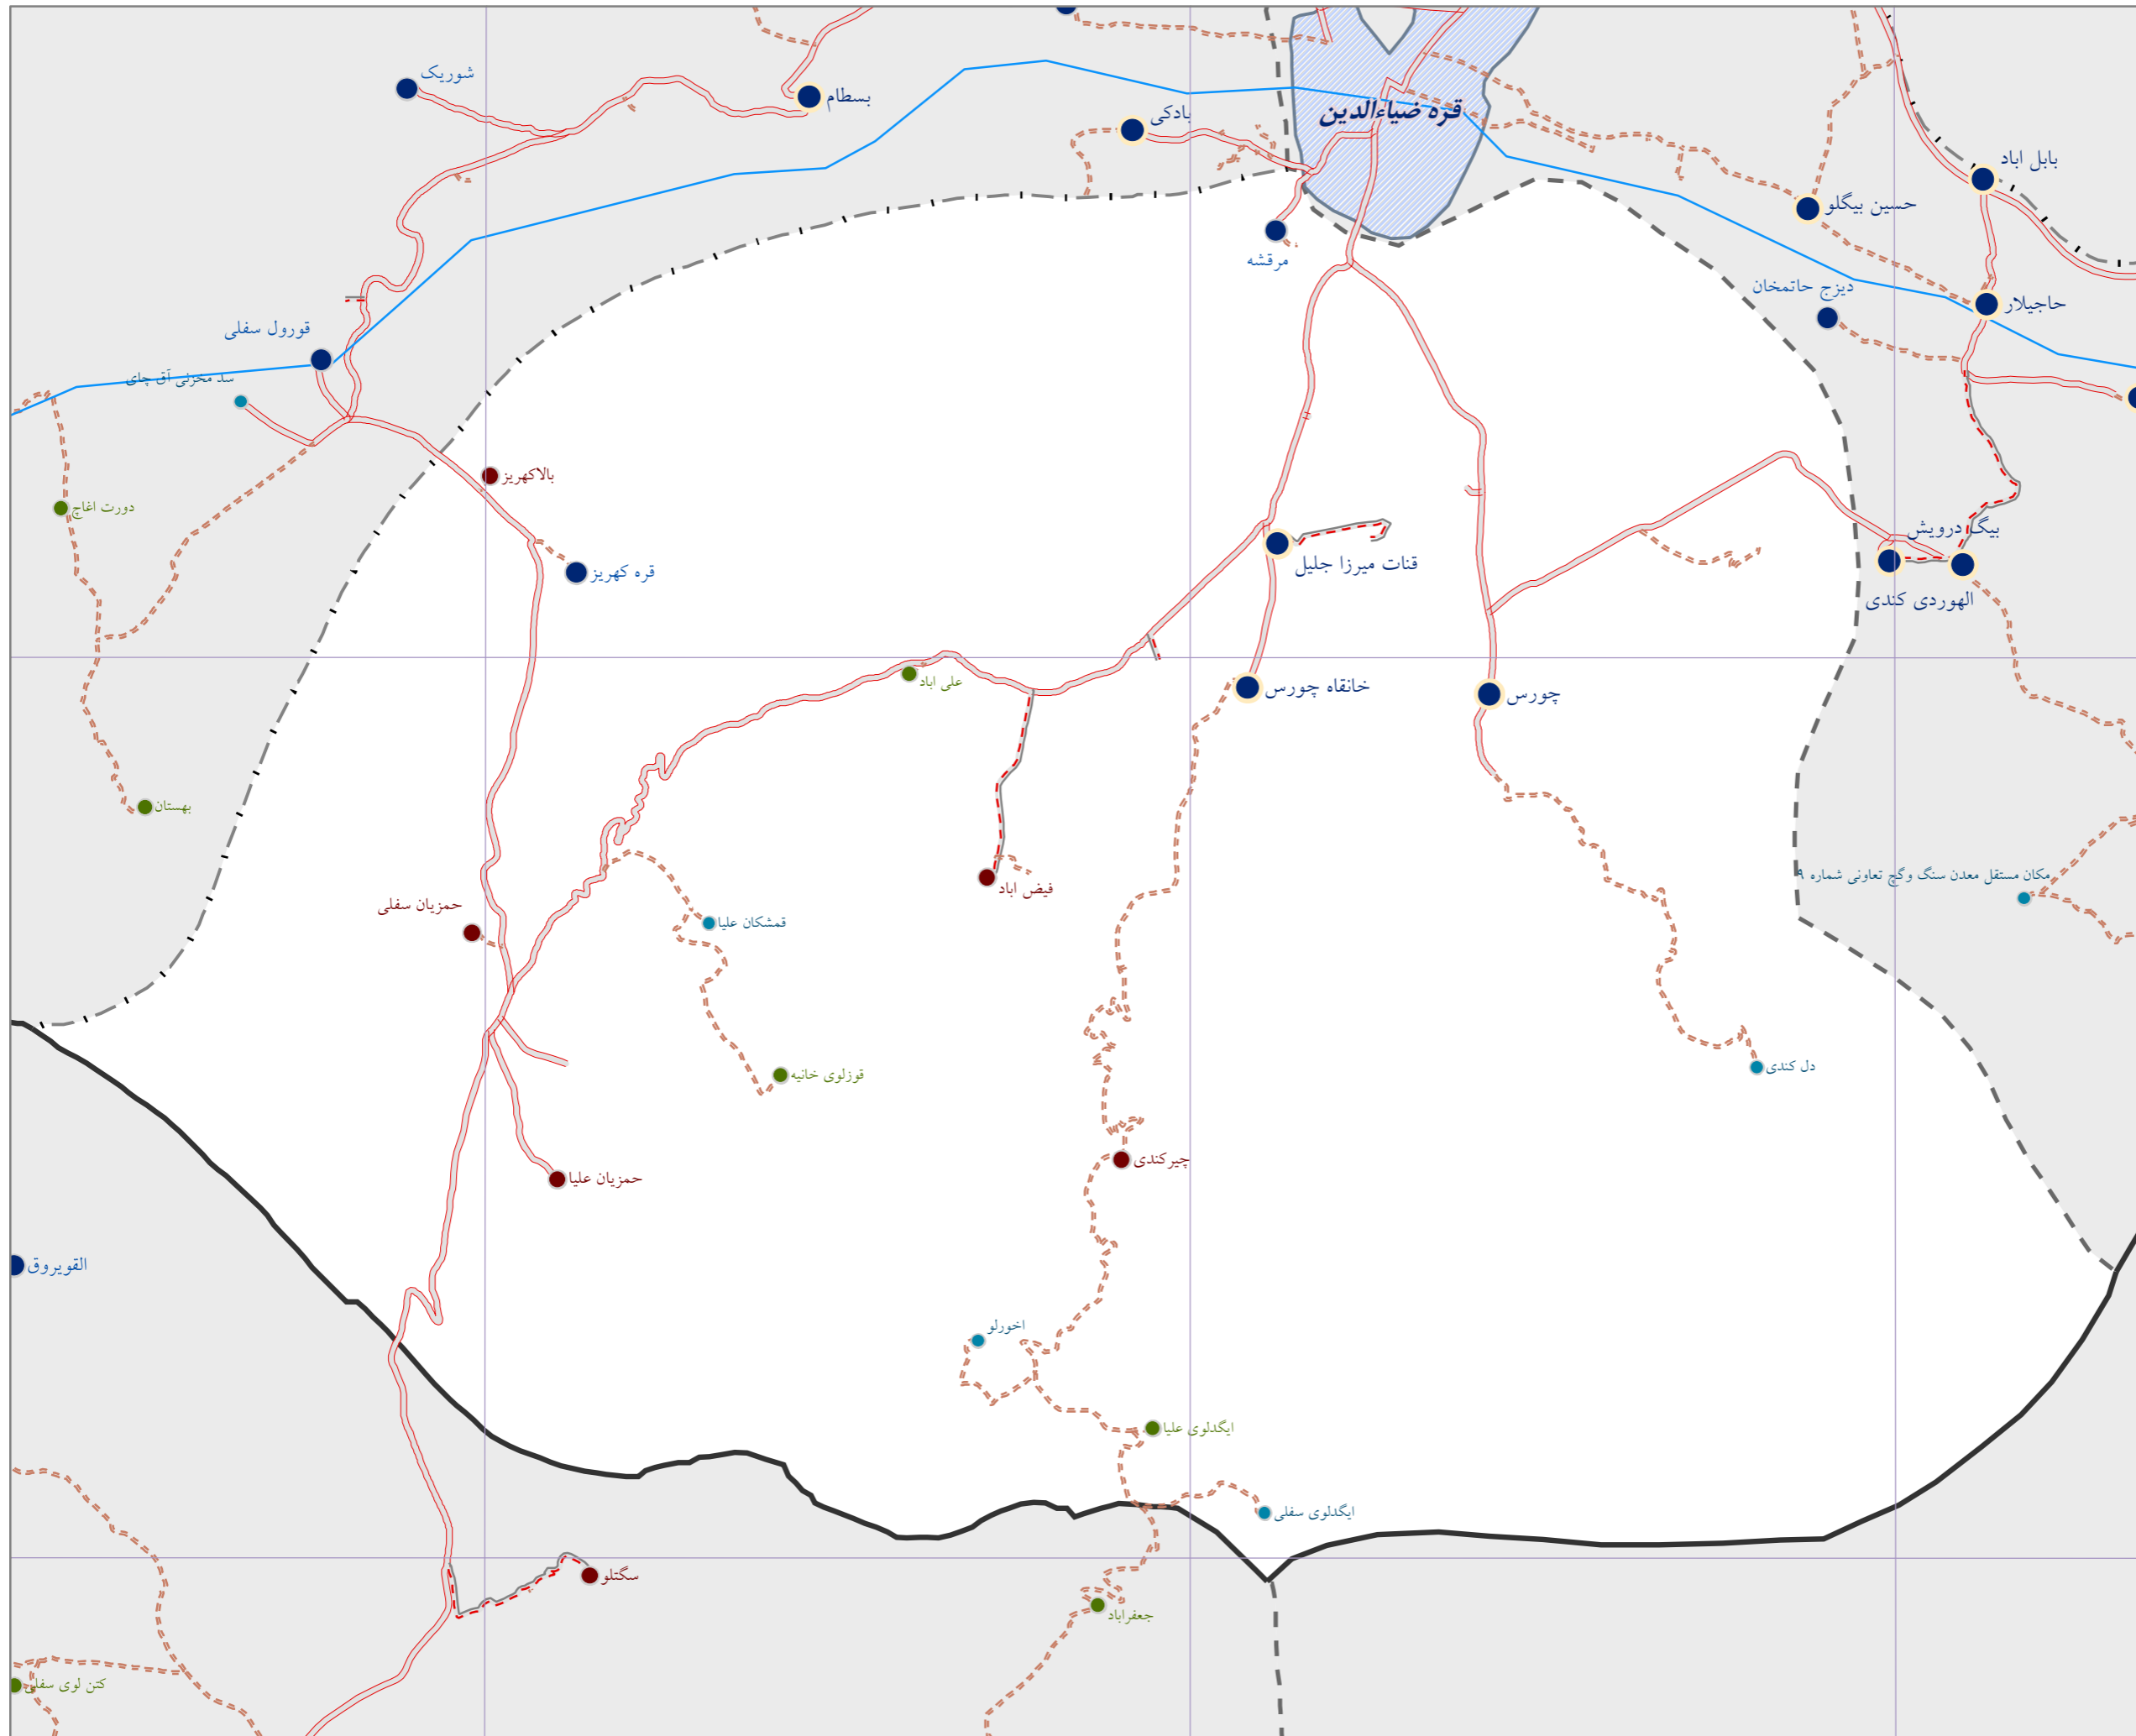 شوریک
بسطام
بادکی
قره ضیاءالدین
بابل اباد
حسین بیگلو
مرقشه
دیزج حاتمخان
حاجیلار
قورول سفلی
سد مخزنی آق چای
بالاکهریز
دورت اغاچ
بیگ درویش
قنات میرزا جلیل
قره کهریز
الهوردی کندی
علی اباد
خانقاه چورس
چورس
بهستان
مکان مستقل معدن سنگ وگچ تعاونی شماره ۹
فیض اباد
حمزیان سفلی
قمشکان علیا
دل کندی
قوزلوی خانیه
چیرکندی
حمزیان علیا
القویروق
اخورلو
ایگدلوی علیا
ایگدلوی سفلی
سگتلو
جعفراباد
کتن لوی سفلی